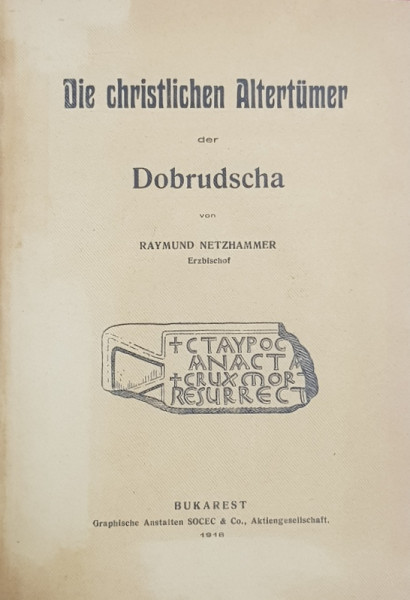 Die christlichen Altertümer
der
Dobrudscha
von
RAYMUND NETZHAMMER
Erzbischof
+ CTAYPOC
ANACTA
+ CRUX MOR
RESURRECT
BUKAREST
Graphische Anstalten SOCEC & Co., Aktiengesellschaft.
1918